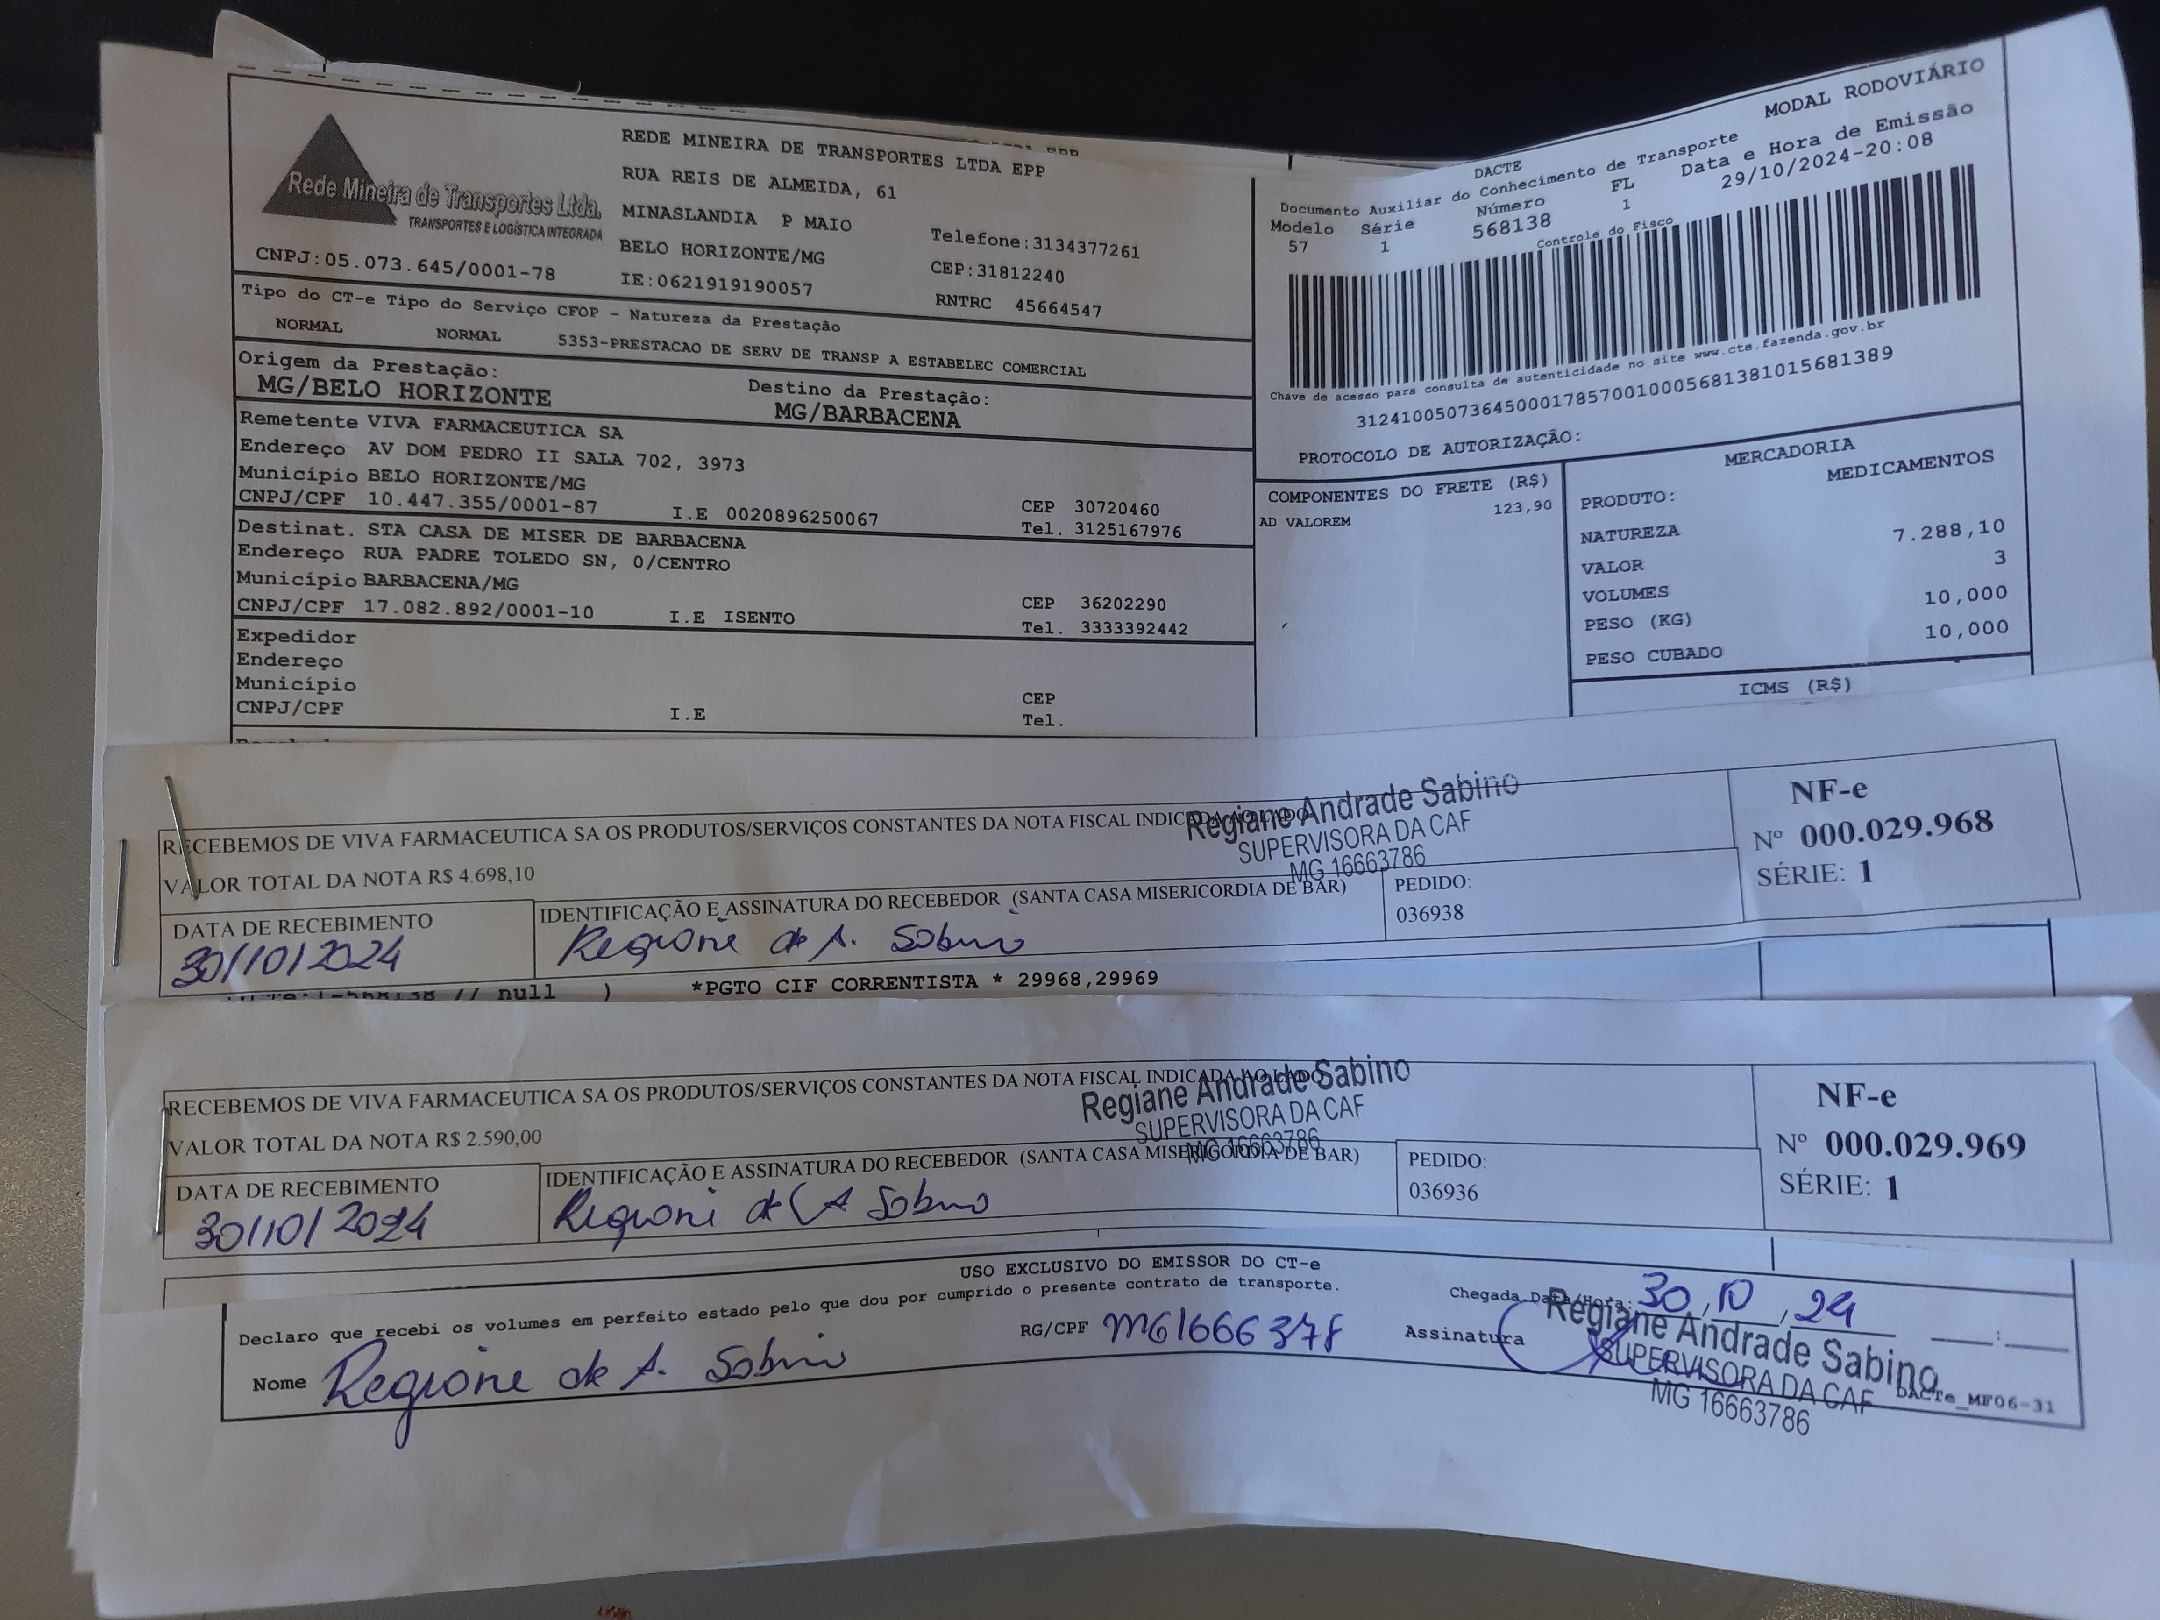 REDE MINEIRA DE TRANSPORTES LTDA EPP
RUA REIS DE ALMEIDA, 61
MINASLANDIA P MAIO
BELO HORIZONTE/MG
IE:0621919190057
Telefone:3134377261
CEP:31812240
RNTRC 45664547
Rede Mineira de Transportes Ltda.
TRANSPORTES E LOGÍSTICA INTEGRADA
CNPJ:05.073.645/0001-78
MODAL RODOVIÁRIO
DACTE
Documento Auxiliar do Conhecimento de Transporte
Modelo Série Número FL Data e Hora de Emissão
57 1 568138 1 29/10/2024-20:08
Controle do Fisco
Chave de acesso para consulta de autenticidade no site www.cte.fazenda.gov.br
31241005073645000178570010005681381015681389
PROTOCOLO DE AUTORIZAÇÃO:
Tipo do CT-e Tipo do Serviço CFOP - Natureza da Prestação
NORMAL NORMAL 5353-PRESTACAO DE SERV DE TRANSP A ESTABELEC COMERCIAL
Origem da Prestação: Destino da Prestação:
MG/BELO HORIZONTE MG/BARBACENA
Remetente VIVA FARMACEUTICA SA
Endereço AV DOM PEDRO II SALA 702, 3973
Município BELO HORIZONTE/MG CEP 30720460
CNPJ/CPF 10.447.355/0001-87 I.E 0020896250067 Tel. 3125167976
Destinat. STA CASA DE MISER DE BARBACENA
Endereço RUA PADRE TOLEDO SN, 0/CENTRO
Município BARBACENA/MG CEP 36202290
CNPJ/CPF 17.082.892/0001-10 I.E ISENTO Tel. 3333392442
Expedidor
Endereço
Município CEP
CNPJ/CPF I.E Tel.
COMPONENTES DO FRETE (R$)
AD VALOREM 123,90
MERCADORIA
PRODUTO: MEDICAMENTOS
NATUREZA
VALOR 7.288,10
VOLUMES 3
PESO (KG) 10,000
PESO CUBADO 10,000
ICMS (R$)
RECEBEMOS DE VIVA FARMACEUTICA SA OS PRODUTOS/SERVIÇOS CONSTANTES DA NOTA FISCAL INDICADA AO LADO
VALOR TOTAL DA NOTA R$ 4.698,10
Regiane Andrade Sabino
SUPERVISORA DA CAF
MG 16663786
DATA DE RECEBIMENTO
30/10/2024
IDENTIFICAÇÃO E ASSINATURA DO RECEBEDOR (SANTA CASA MISERICORDIA DE BAR)
Regiane de A. Sabino
PEDIDO:
036938
NF-e
Nº 000.029.968
SÉRIE: 1
null ) *PGTO CIF CORRENTISTA * 29968,29969
RECEBEMOS DE VIVA FARMACEUTICA SA OS PRODUTOS/SERVIÇOS CONSTANTES DA NOTA FISCAL INDICADA AO LADO
VALOR TOTAL DA NOTA R$ 2.590,00
Regiane Andrade Sabino
SUPERVISORA DA CAF
MG 16663786
DATA DE RECEBIMENTO
30/10/2024
IDENTIFICAÇÃO E ASSINATURA DO RECEBEDOR (SANTA CASA MISERICORDIA DE BAR)
Regiane de A Sabino
PEDIDO:
036936
NF-e
Nº 000.029.969
SÉRIE: 1
USO EXCLUSIVO DO EMISSOR DO CT-e
Declaro que recebi os volumes em perfeito estado pelo que dou por cumprido o presente contrato de transporte.
Chegada Data/Hora: 30,10,24 :
Nome Regiane de A. Sabino
RG/CPF
Assinatura
Regiane Andrade Sabino
SUPERVISORA DA CAF
MG 16663786
DACTe_MF06-31